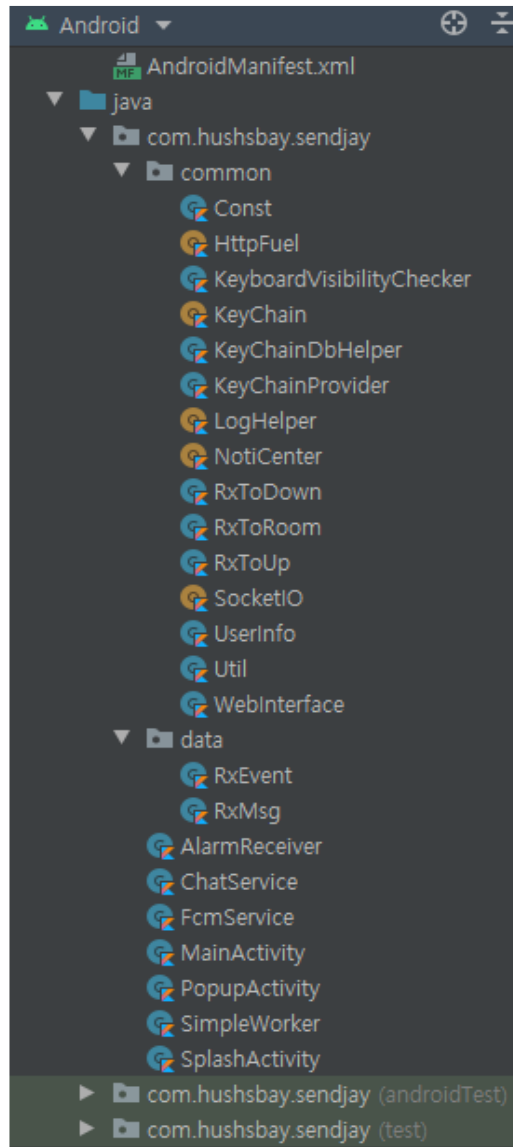 Android
MF AndroidManifest.xml
java
com.hushsbay.sendjay
common
Const
HttpFuel
KeyboardVisibilityChecker
KeyChain
KeyChainDbHelper
KeyChainProvider
LogHelper
NotiCenter
RxToDown
RxToRoom
RxToUp
SocketIO
UserInfo
Util
WebInterface
data
RxEvent
RxMsg
AlarmReceiver
ChatService
FcmService
MainActivity
PopupActivity
SimpleWorker
SplashActivity
com.hushsbay.sendjay (androidTest)
com.hushsbay.sendjay (test)